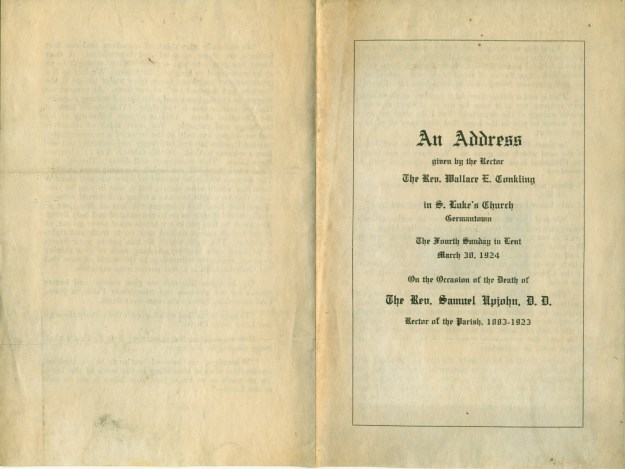 An Address
given by the Rector
The Rev. Wallace E. Conkling
in S. Luke's Church
Germantown
The Fourth Sunday in Lent
March 30, 1924
On the Occasion of the Death of
The Rev. Samuel Upjohn, D. D.
Rector of the Parish, 1883-1923